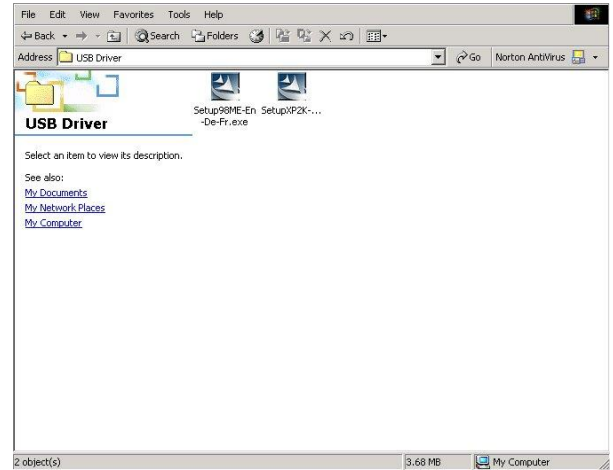 File Edit View Favorites Tools Help
Back Search Folders
Address USB Driver Go Norton AntiVirus
USB Driver
Select an item to view its description.
See also:
My Documents
My Network Places
My Computer
Setup98ME-En SetupXP2K-...
-De-Fr.exe
2 object(s) 3.68 MB My Computer